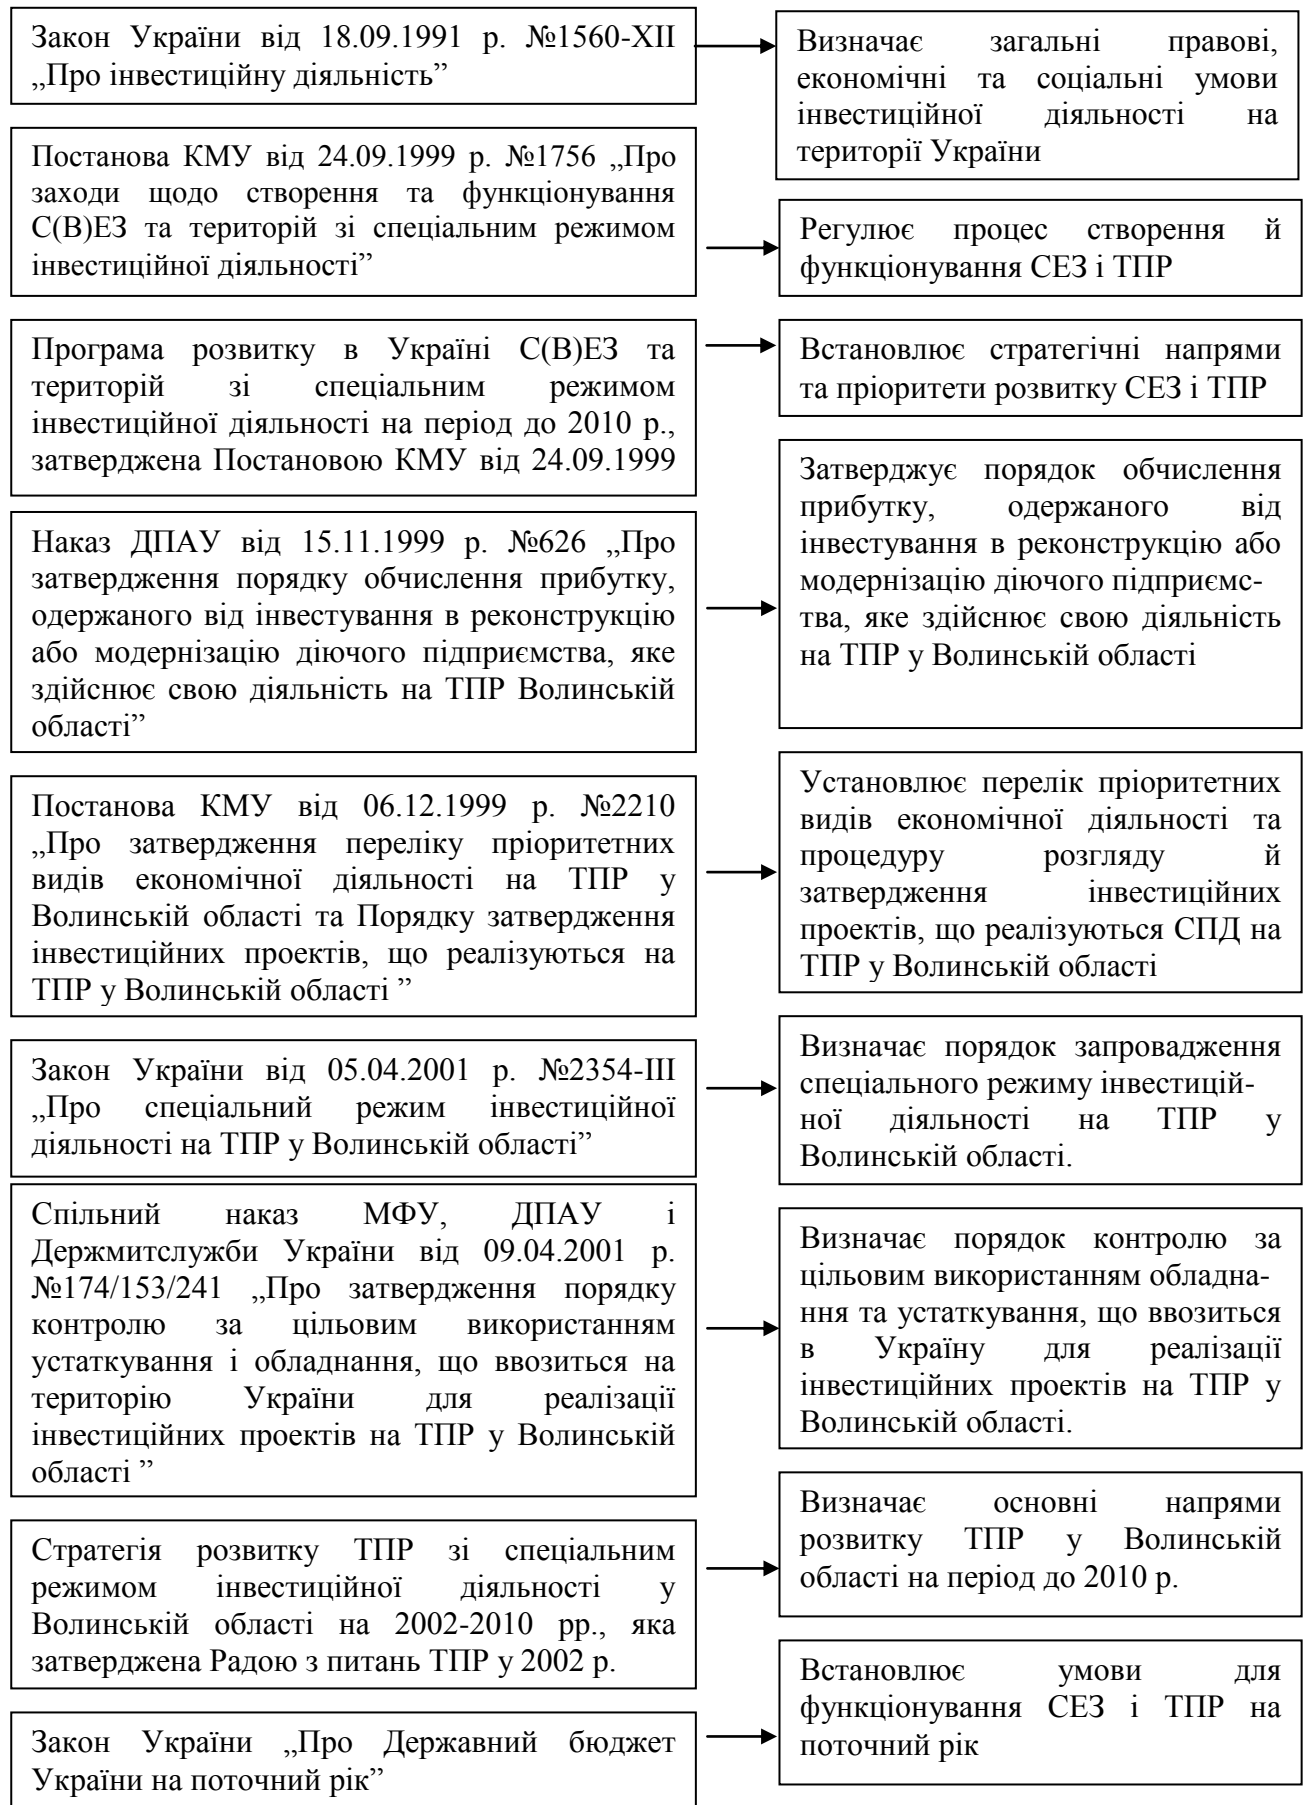 Закон України від 18.09.1991 р. №1560-XII
„Про інвестиційну діяльність”
Визначає загальні правові,
економічні та соціальні умови
інвестиційної діяльності на
території України
Постанова КМУ від 24.09.1999 р. №1756 „Про
заходи щодо створення та функціонування
С(В)ЕЗ та територій зі спеціальним режимом
інвестиційної діяльності”
Регулює процес створення й
функціонування СЕЗ і ТПР
Програма розвитку в Україні С(В)ЕЗ та
територій зі спеціальним режимом
інвестиційної діяльності на період до 2010 р.,
затверджена Постановою КМУ від 24.09.1999
Встановлює стратегічні напрями
та пріоритети розвитку СЕЗ і ТПР
Наказ ДПАУ від 15.11.1999 р. №626 „Про
затвердження порядку обчислення прибутку,
одержаного від інвестування в реконструкцію
або модернізацію діючого підприємства, яке
здійснює свою діяльність на ТПР Волинській
області”
Затверджує порядок обчислення
прибутку, одержаного від
інвестування в реконструкцію або
модернізацію діючого підприємс-
тва, яке здійснює свою діяльність
на ТПР у Волинській області
Постанова КМУ від 06.12.1999 р. №2210
„Про затвердження переліку пріоритетних
видів економічної діяльності на ТПР у
Волинській області та Порядку затвердження
інвестиційних проектів, що реалізуються на
ТПР у Волинській області ”
Установлює перелік пріоритетних
видів економічної діяльності та
процедуру розгляду й
затвердження інвестиційних
проектів, що реалізуються СПД на
ТПР у Волинській області
Закон України від 05.04.2001 р. №2354-III
„Про спеціальний режим інвестиційної
діяльності на ТПР у Волинській області”
Визначає порядок запровадження
спеціального режиму інвестицій-
ної діяльності на ТПР у
Волинській області.
Спільний наказ МФУ, ДПАУ і
Держмитслужби України від 09.04.2001 р.
№174/153/241 „Про затвердження порядку
контролю за цільовим використанням
устаткування і обладнання, що ввозиться на
територію України для реалізації
інвестиційних проектів на ТПР у Волинській
області ”
Визначає порядок контролю за
цільовим використанням обладна-
ння та устаткування, що ввозиться
в Україну для реалізації
інвестиційних проектів на ТПР у
Волинській області.
Стратегія розвитку ТПР зі спеціальним
режимом інвестиційної діяльності у
Волинській області на 2002-2010 рр., яка
затверджена Радою з питань ТПР у 2002 р.
Визначає основні напрями
розвитку ТПР у Волинській
області на період до 2010 р.
Закон України „Про Державний бюджет
України на поточний рік”
Встановлює умови для
функціонування СЕЗ і ТПР на
поточний рік